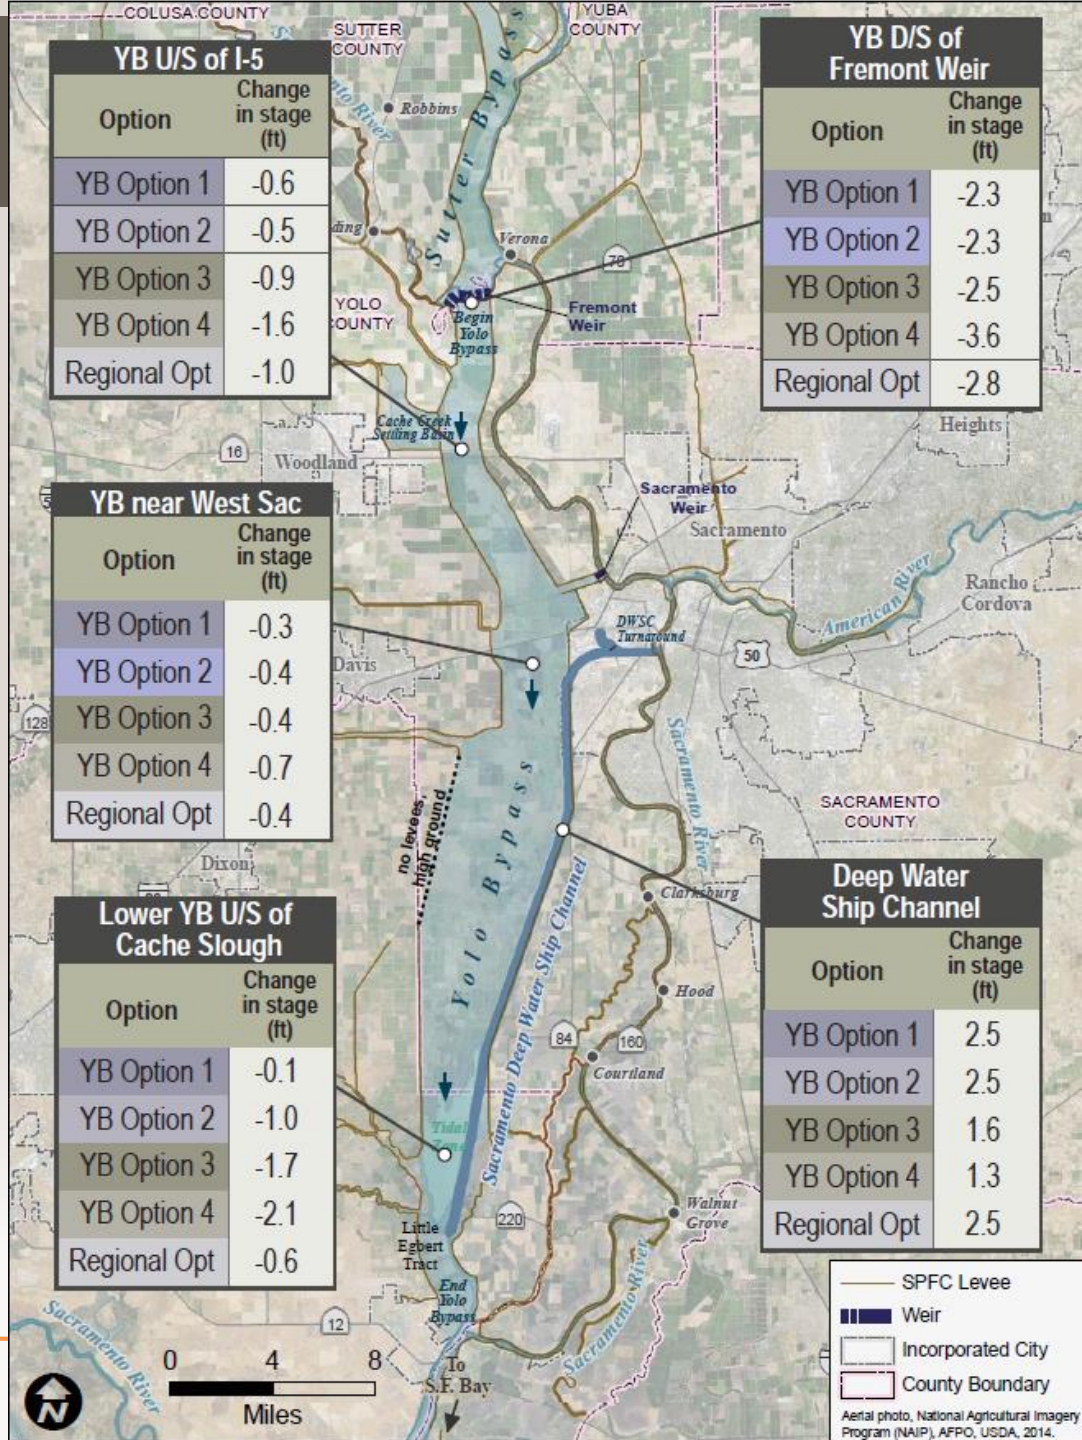 COLUSA COUNTY
SUTTER
COUNTY
YUBA
COUNTY
YB U/S of I-5
Option
Change
in stage
(ft)
YB Option 1 -0.6
YB Option 2 -0.5
YB Option 3 -0.9
YB Option 4 -1.6
Regional Opt -1.0
YB D/S of
Fremont Weir
Option
Change
in stage
(ft)
YB Option 1 -2.3
YB Option 2 -2.3
YB Option 3 -2.5
YB Option 4 -3.6
Regional Opt -2.8
Robbins
River
Sutter Bypass
Verona
YOLO
COUNTY
Fremont
Weir
Begin
Yolo
Bypass
Cache Creek
Settling Basin
16
Woodland
Heights
Sacramento
Weir
Sacramento
American River
Rancho
Cordova
YB near West Sac
Option
Change
in stage
(ft)
YB Option 1 -0.3
YB Option 2 -0.4
YB Option 3 -0.4
YB Option 4 -0.7
Regional Opt -0.4
DWSC
Turnaround
50
Davis
128
no levees,
high ground
Yolo Bypass
Sacramento River
SACRAMENTO
COUNTY
Dixon
Clarksburg
Sacramento Deep Water Ship Channel
Lower YB U/S of
Cache Slough
Option
Change
in stage
(ft)
YB Option 1 -0.1
YB Option 2 -1.0
YB Option 3 -1.7
YB Option 4 -2.1
Regional Opt -0.6
Deep Water
Ship Channel
Option
Change
in stage
(ft)
YB Option 1 2.5
YB Option 2 2.5
YB Option 3 1.6
YB Option 4 1.3
Regional Opt 2.5
Hood
84
160
Courtland
Tidal
Zone
220
Walnut
Grove
Little
Egbert
Tract
End
Yolo
Bypass
12
Sacramento River
Sacramento River
To
S.F. Bay
0 4 8
Miles
N
SPFC Levee
Weir
Incorporated City
County Boundary
Aerial photo, National Agricultural Imagery
Program (NAIP), AFPO, USDA, 2014.